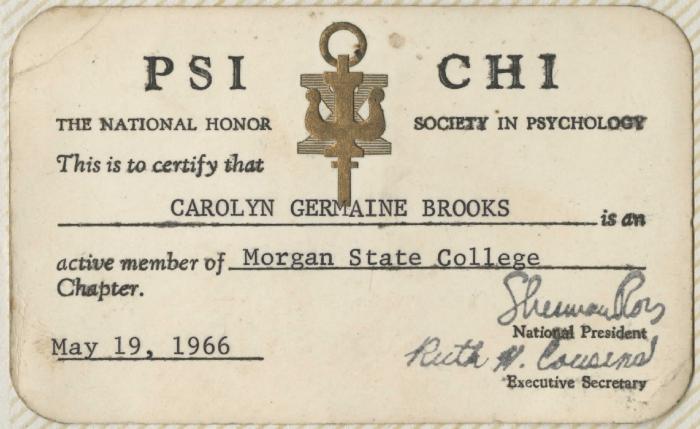 PSI CHI
THE NATIONAL HONOR SOCIETY IN PSYCHOLOGY
This is to certify that
CAROLYN GERMAINE BROOKS is an
active member of Morgan State College
Chapter.
Sherman Ross
National President
May 19, 1966
Ruth H. Cousins
Executive Secretary